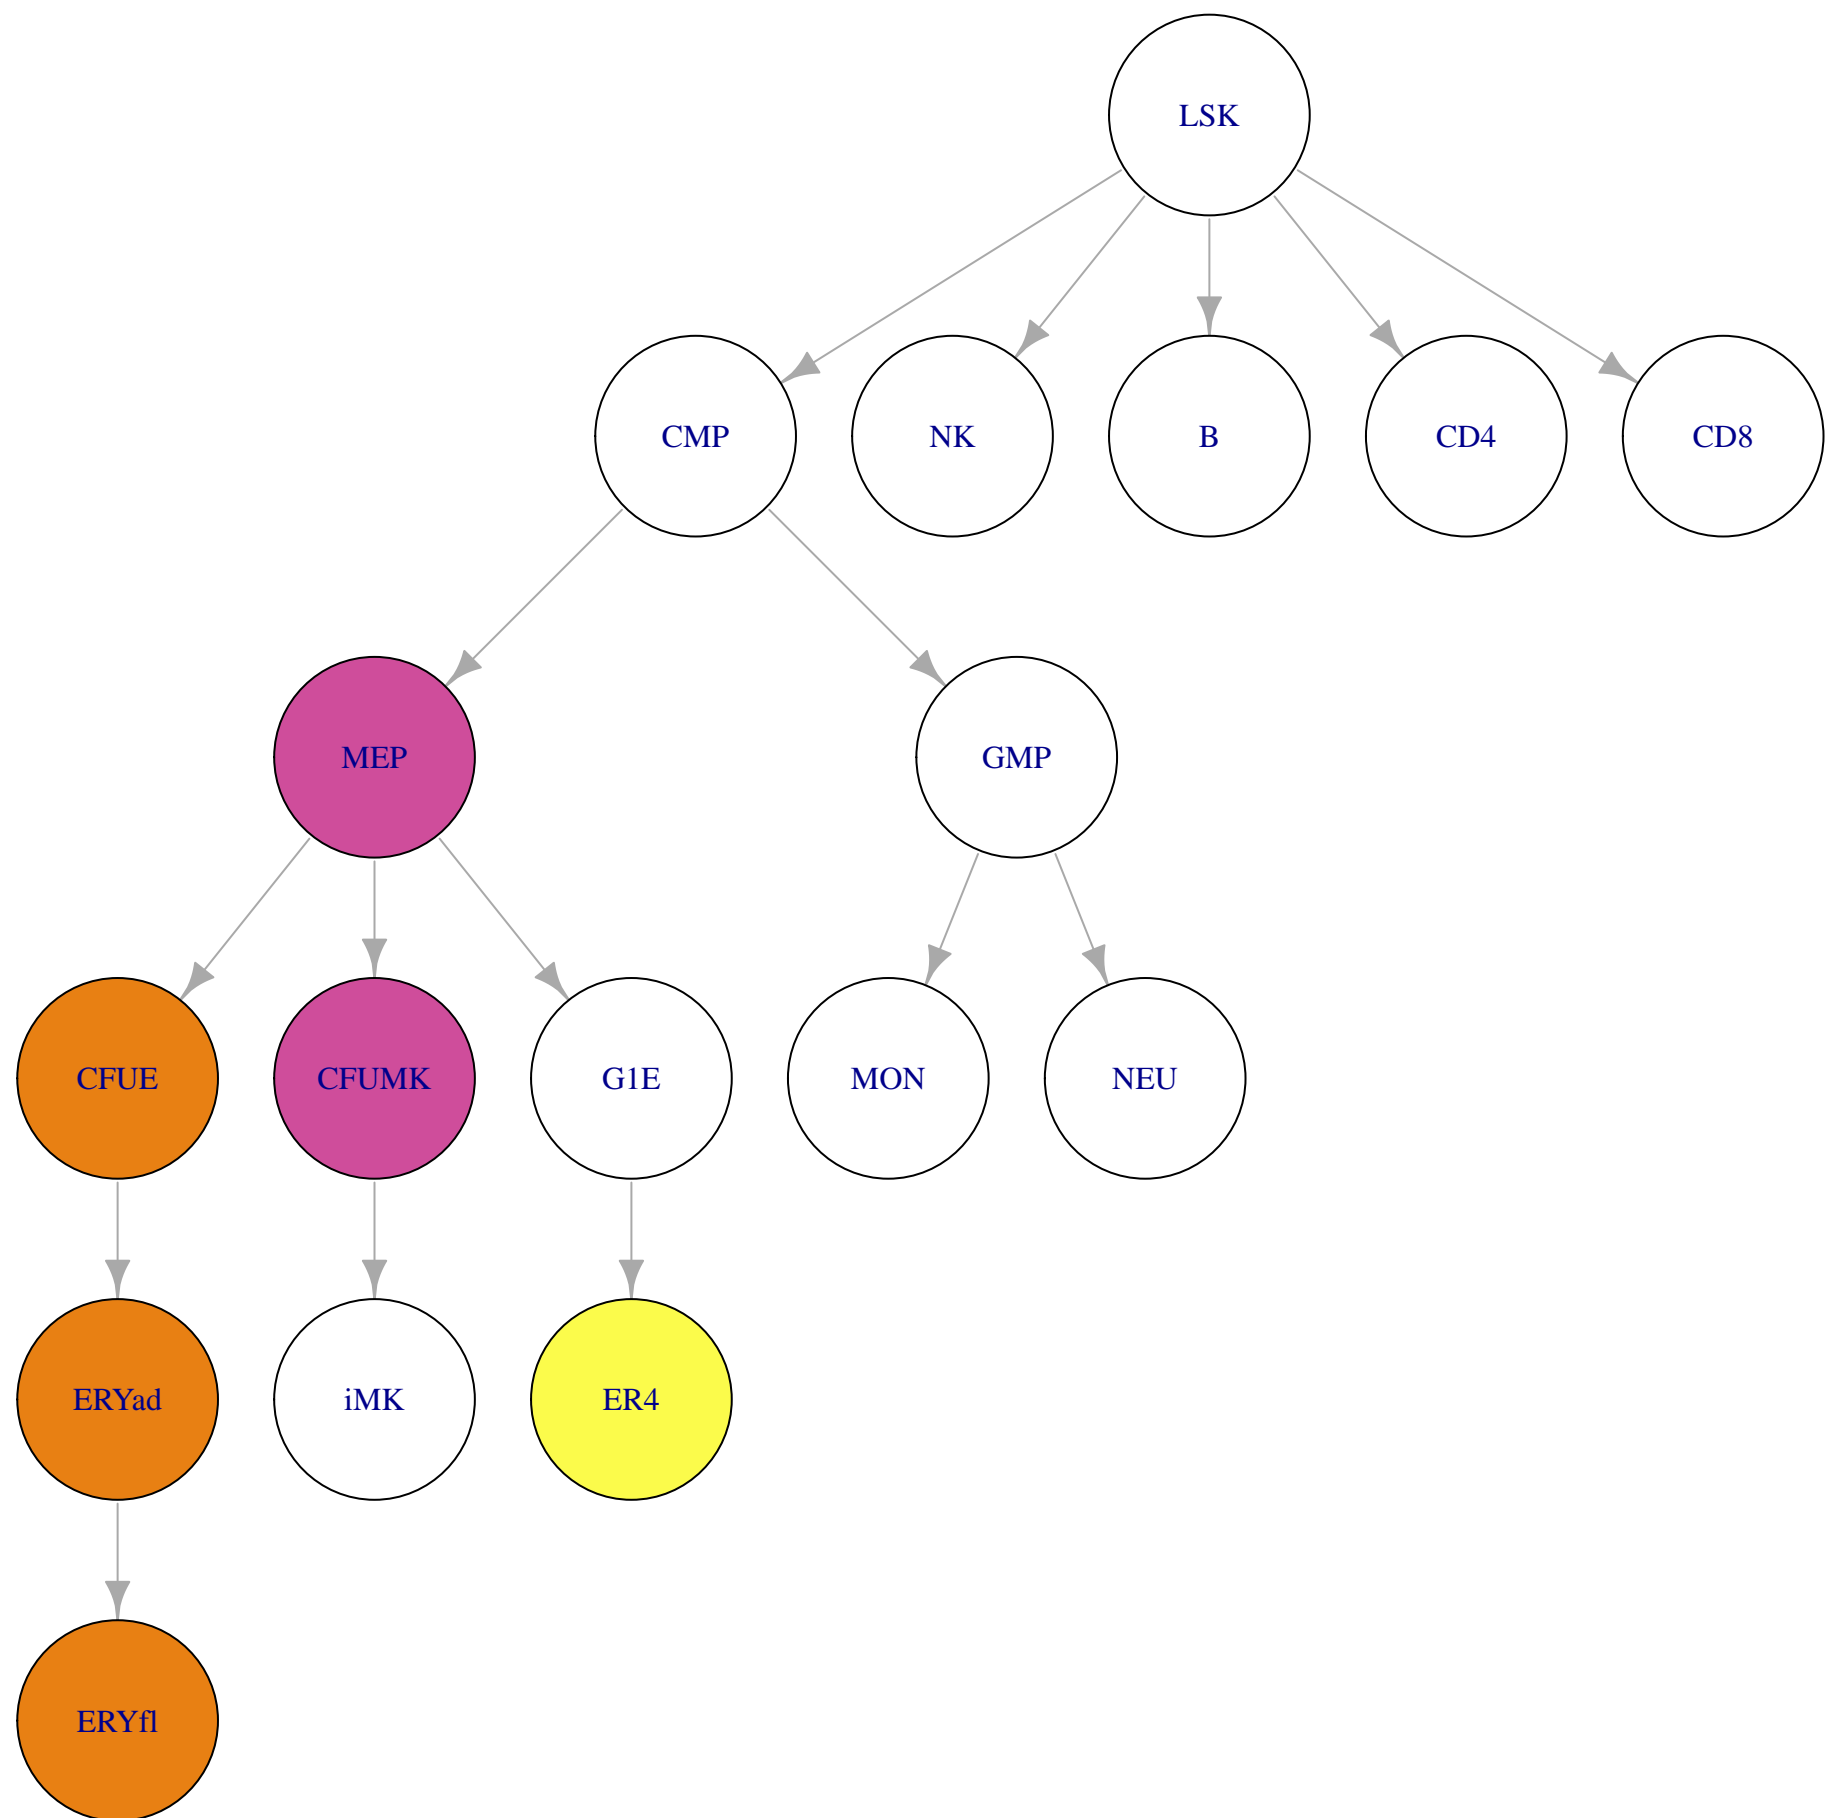 LSK
CMP
NK
B
CD4
CD8
MEP
GMP
CFUE
CFUMK
G1E
MON
NEU
ERYad
iMK
ER4
ERYfl